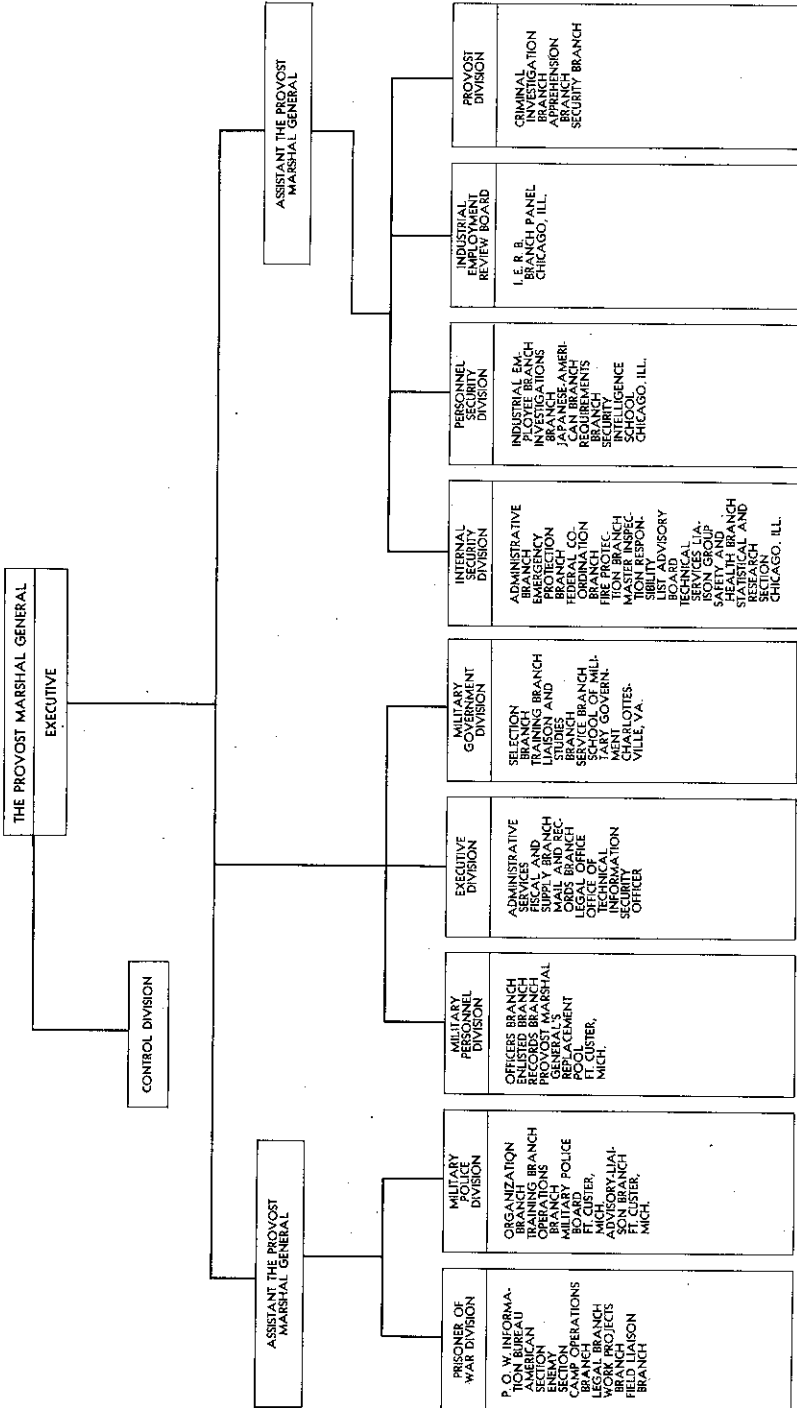 THE PROVOST MARSHAL GENERAL
EXECUTIVE
CONTROL DIVISION
ASSISTANT THE PROVOST
MARSHAL GENERAL
ASSISTANT THE PROVOST
MARSHAL GENERAL
PRISONER OF
WAR DIVISION
P. O. W. INFORMA-
TION BUREAU
AMERICAN
SECTION
ENEMY
SECTION
CAMP OPERATIONS
BRANCH
LEGAL BRANCH
WORK PROJECTS
BRANCH
FIELD LIAISON
BRANCH
MILITARY
POLICE
DIVISION
ORGANIZATION
BRANCH
TRAINING BRANCH
OPERATIONS
BRANCH
MILITARY POLICE
BOARD
FT. CUSTER,
MICH.
ADVISORY-LIAI-
SON BRANCH
FT. CUSTER,
MICH.
MILITARY
PERSONNEL
DIVISION
OFFICERS BRANCH
ENLISTED BRANCH
RECORDS BRANCH
PROVOST MARSHAL
GENERAL'S
REPLACEMENT
POOL
FT. CUSTER,
MICH.
EXECUTIVE
DIVISION
ADMINISTRATIVE
SERVICES
FISCAL AND
SUPPLY BRANCH
MAIL AND REC-
ORDS BRANCH
LEGAL OFFICE
OFFICE OF
TECHNICAL
INFORMATION
SECURITY
OFFICER
MILITARY
GOVERNMENT
DIVISION
SELECTION
BRANCH
TRAINING BRANCH
LIAISON AND
STUDIES
BRANCH
SERVICE BRANCH
SCHOOL OF MILI-
TARY GOVERN-
MENT
CHARLOTTES-
VILLE, VA.
INTERNAL
SECURITY
DIVISION
ADMINISTRATIVE
BRANCH
EMERGENCY
PROTECTION
BRANCH
FEDERAL CO-
ORDINATION
BRANCH
FIRE PROTEC-
TION BRANCH
MASTER INSPEC-
TION RESPON-
SIBILITY
LIST ADVISORY
BOARD
TECHNICAL
SERVICES LIA-
ISON GROUP
SAFETY AND
HEALTH BRANCH
STATISTICAL AND
RESEARCH
SECTION
CHICAGO, ILL.
PERSONNEL
SECURITY
DIVISION
INDUSTRIAL EM-
PLOYEE BRANCH
INVESTIGATIONS
BRANCH
JAPANESE-AMERI-
CAN BRANCH
REQUIREMENTS
BRANCH
SECURITY
INTELLIGENCE
SCHOOL
CHICAGO, ILL.
INDUSTRIAL
EMPLOYMENT
REVIEW BOARD
I. E. R. B.
BRANCH PANEL
CHICAGO, ILL.
PROVOST
DIVISION
CRIMINAL
INVESTIGATION
BRANCH
APPREHENSION
BRANCH
SECURITY BRANCH